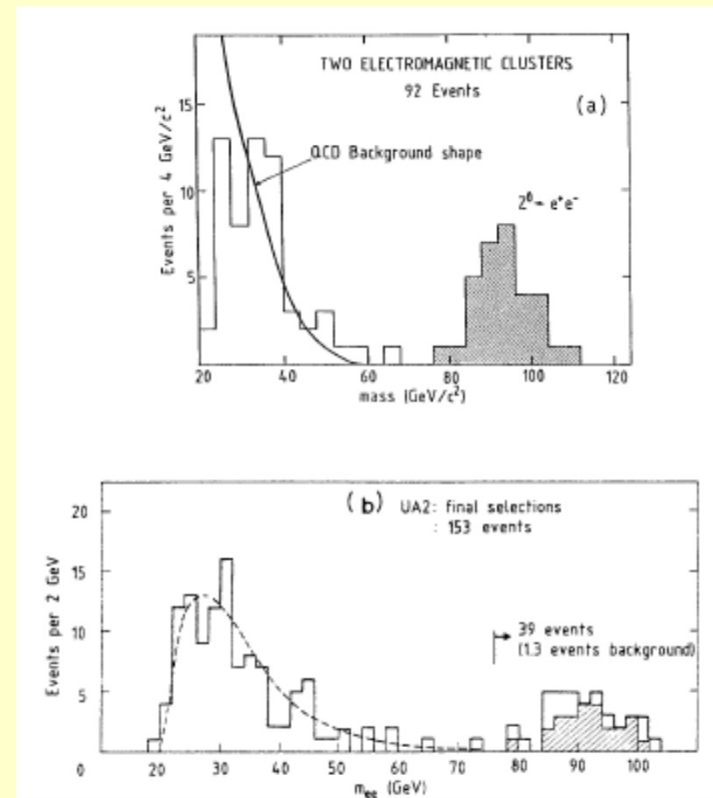 TWO ELECTROMAGNETIC CLUSTERS
92 Events
(a)
QCD Background shape
Z⁰→ e⁺e⁻
Events per 4 GeV/c²
15
10
5
20 40 60 80 100 120
mass (GeV/c²)
(b) UA2: final selections
: 153 events
39 events
(1.3 events background)
Events per 2 GeV
20
15
10
5
0 20 30 40 50 60 70 80 90 100
m_ee (GeV)